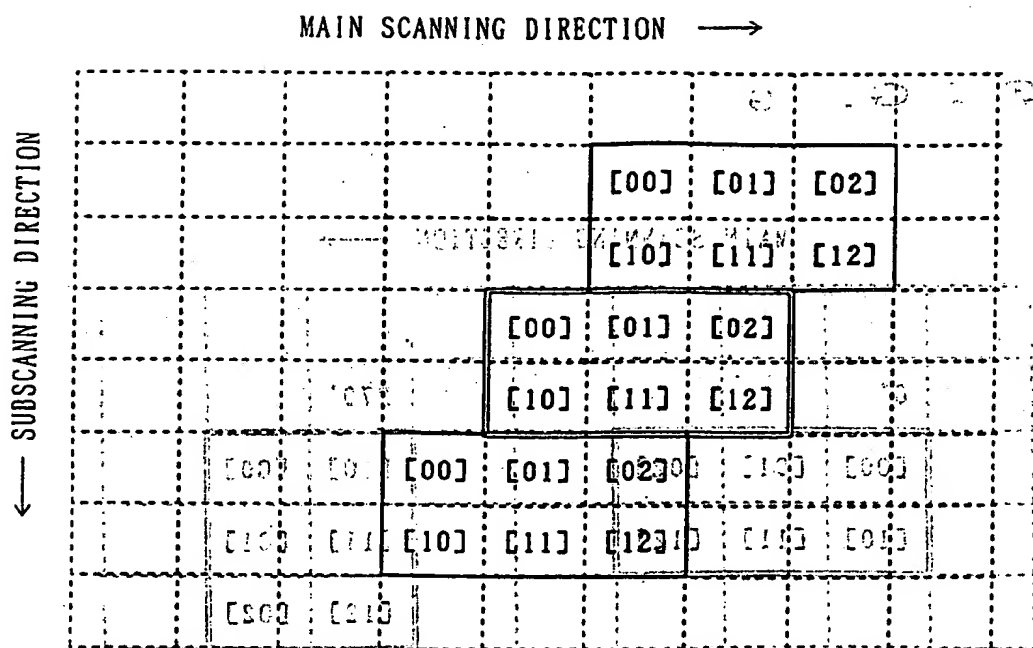 MAIN SCANNING DIRECTION →
← SUBSCANNING DIRECTION
[00] [01] [02]
[10] [11] [12]
[00] [01] [02]
[10] [11] [12]
[00] [01] [02]
[10] [11] [12]